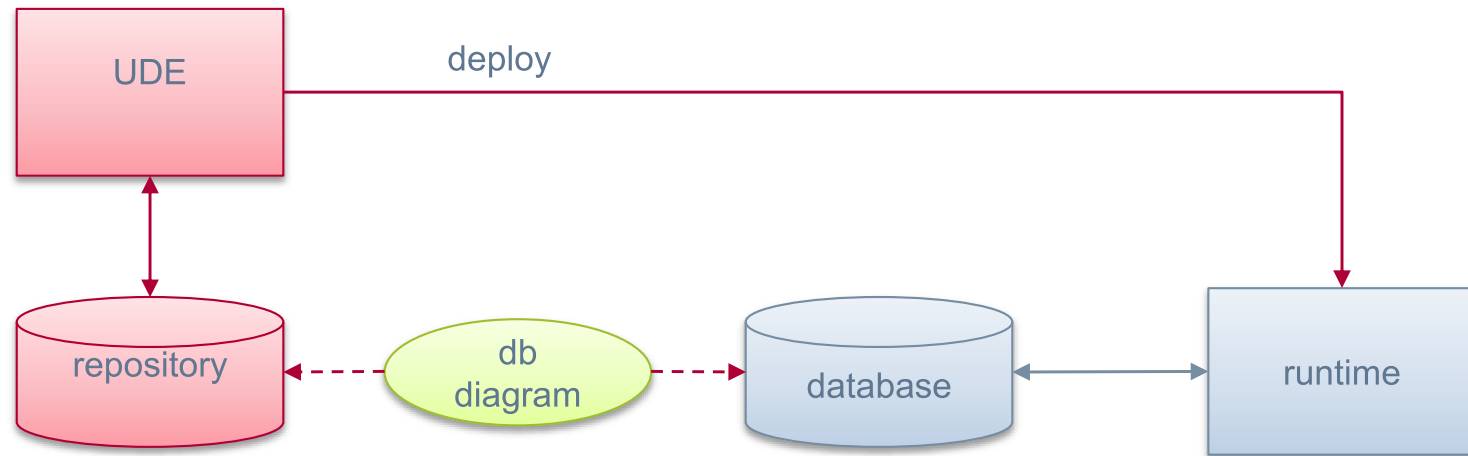 UDE
deploy
repository
db
diagram
database
runtime